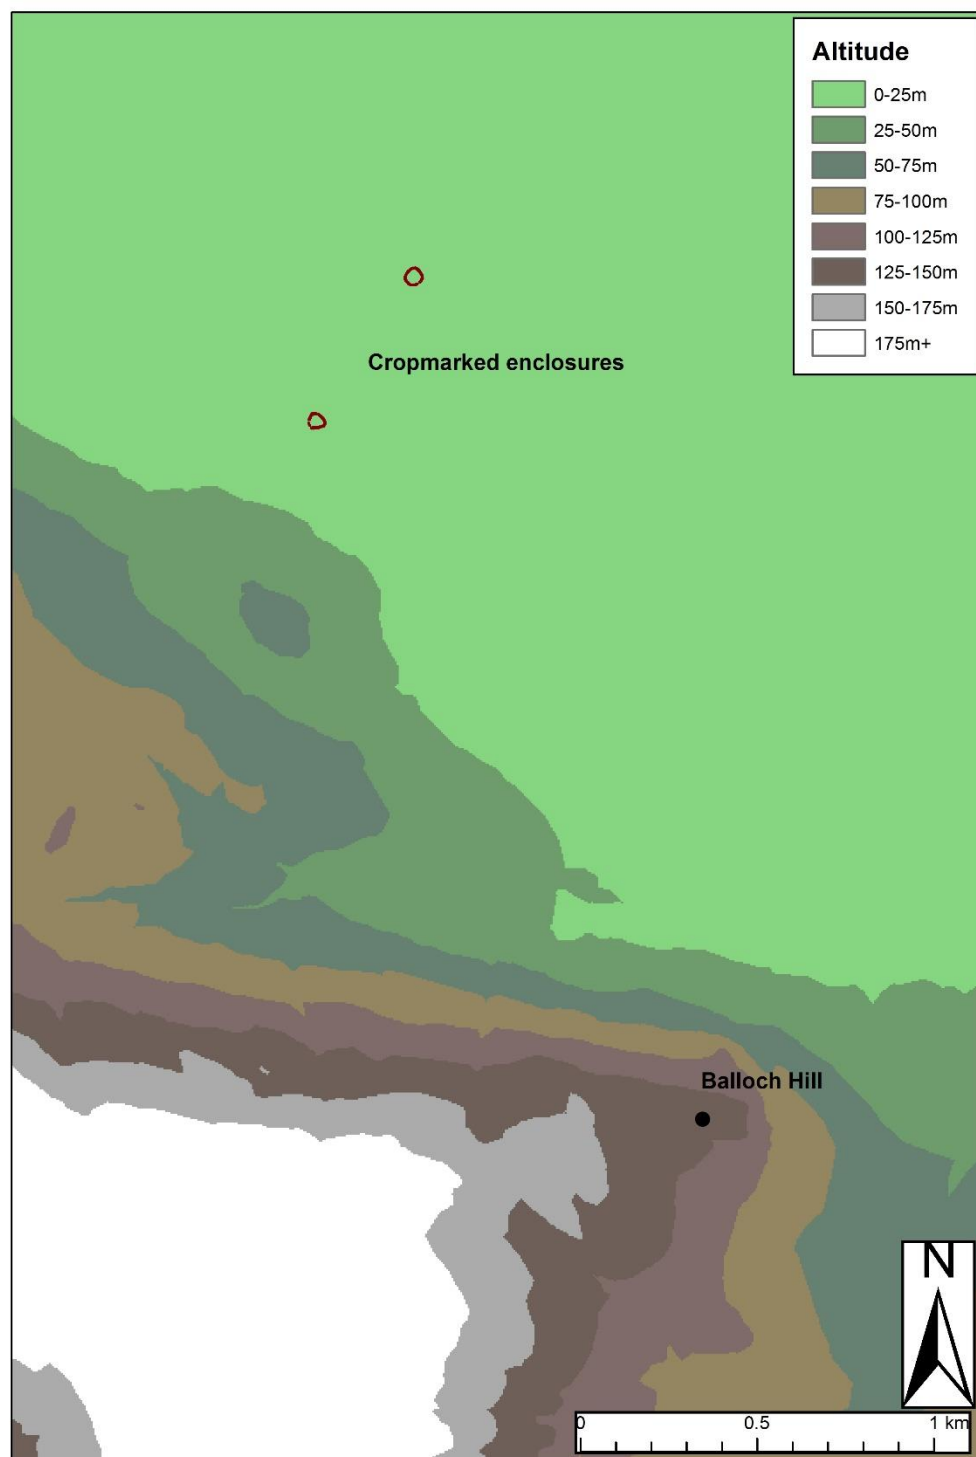 Altitude
0-25m
25-50m
50-75m
75-100m
100-125m
125-150m
150-175m
175m+
Cropmarked enclosures
Balloch Hill
N
0 0.5 1 km